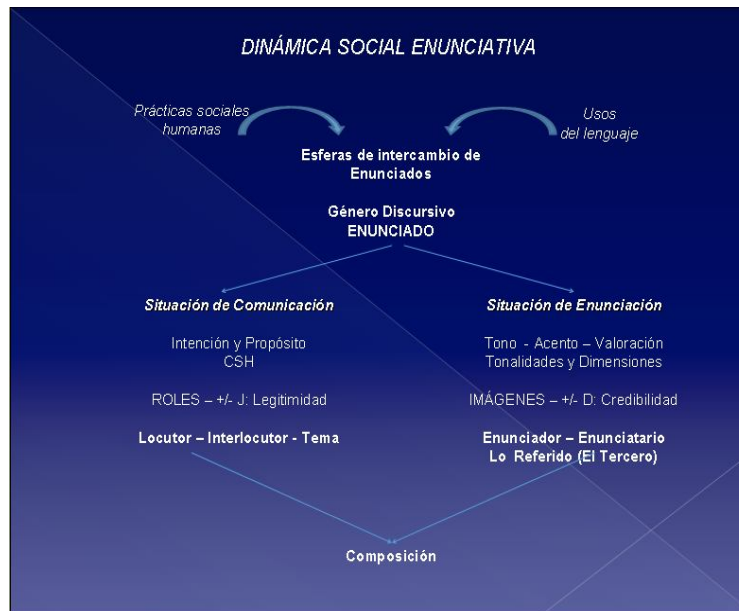 DINÁMICA SOCIAL ENUNCIATIVA
Prácticas sociales
humanas
Usos
del lenguaje
Esferas de intercambio de
Enunciados
Género Discursivo
ENUNCIADO
Situación de Comunicación
Intención y Propósito
CSH
ROLES – +/- J: Legitimidad
Locutor – Interlocutor - Tema
Situación de Enunciación
Tono - Acento – Valoración
Tonalidades y Dimensiones
IMÁGENES – +/- D: Credibilidad
Enunciador – Enunciatario
Lo Referido (El Tercero)
Composición